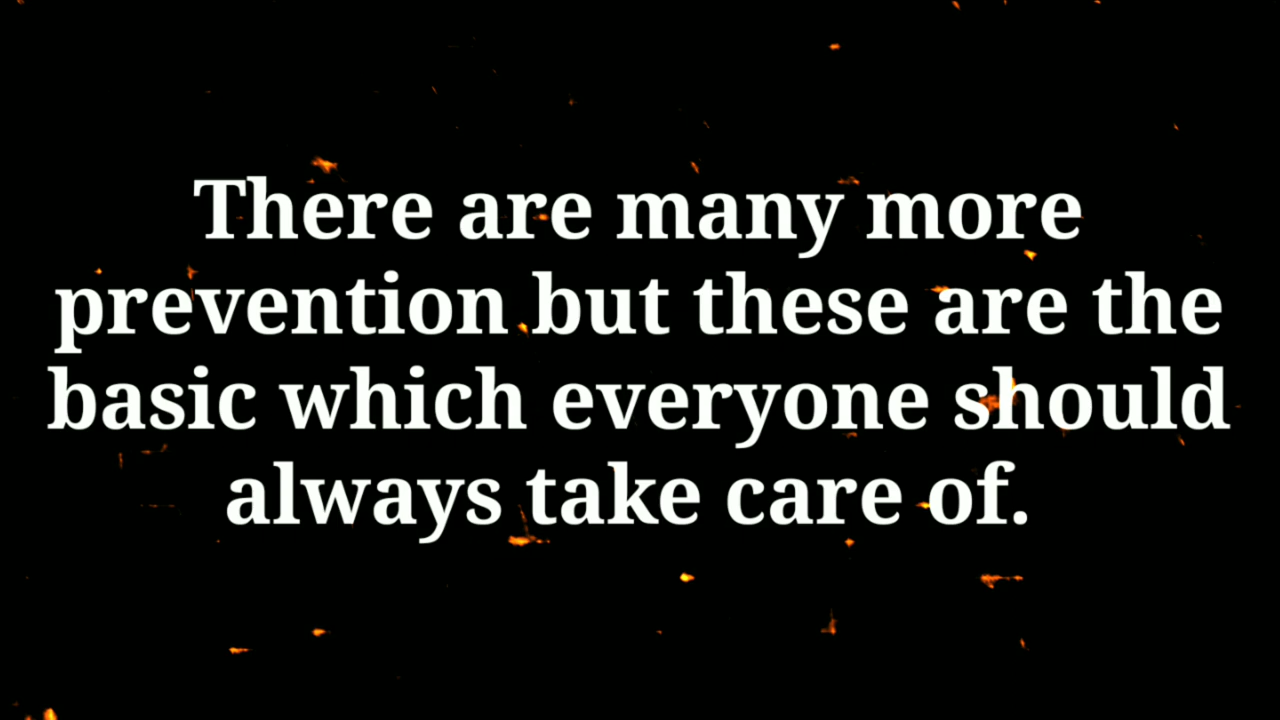 There are many more
prevention but these are the
basic which everyone should
always take care of.